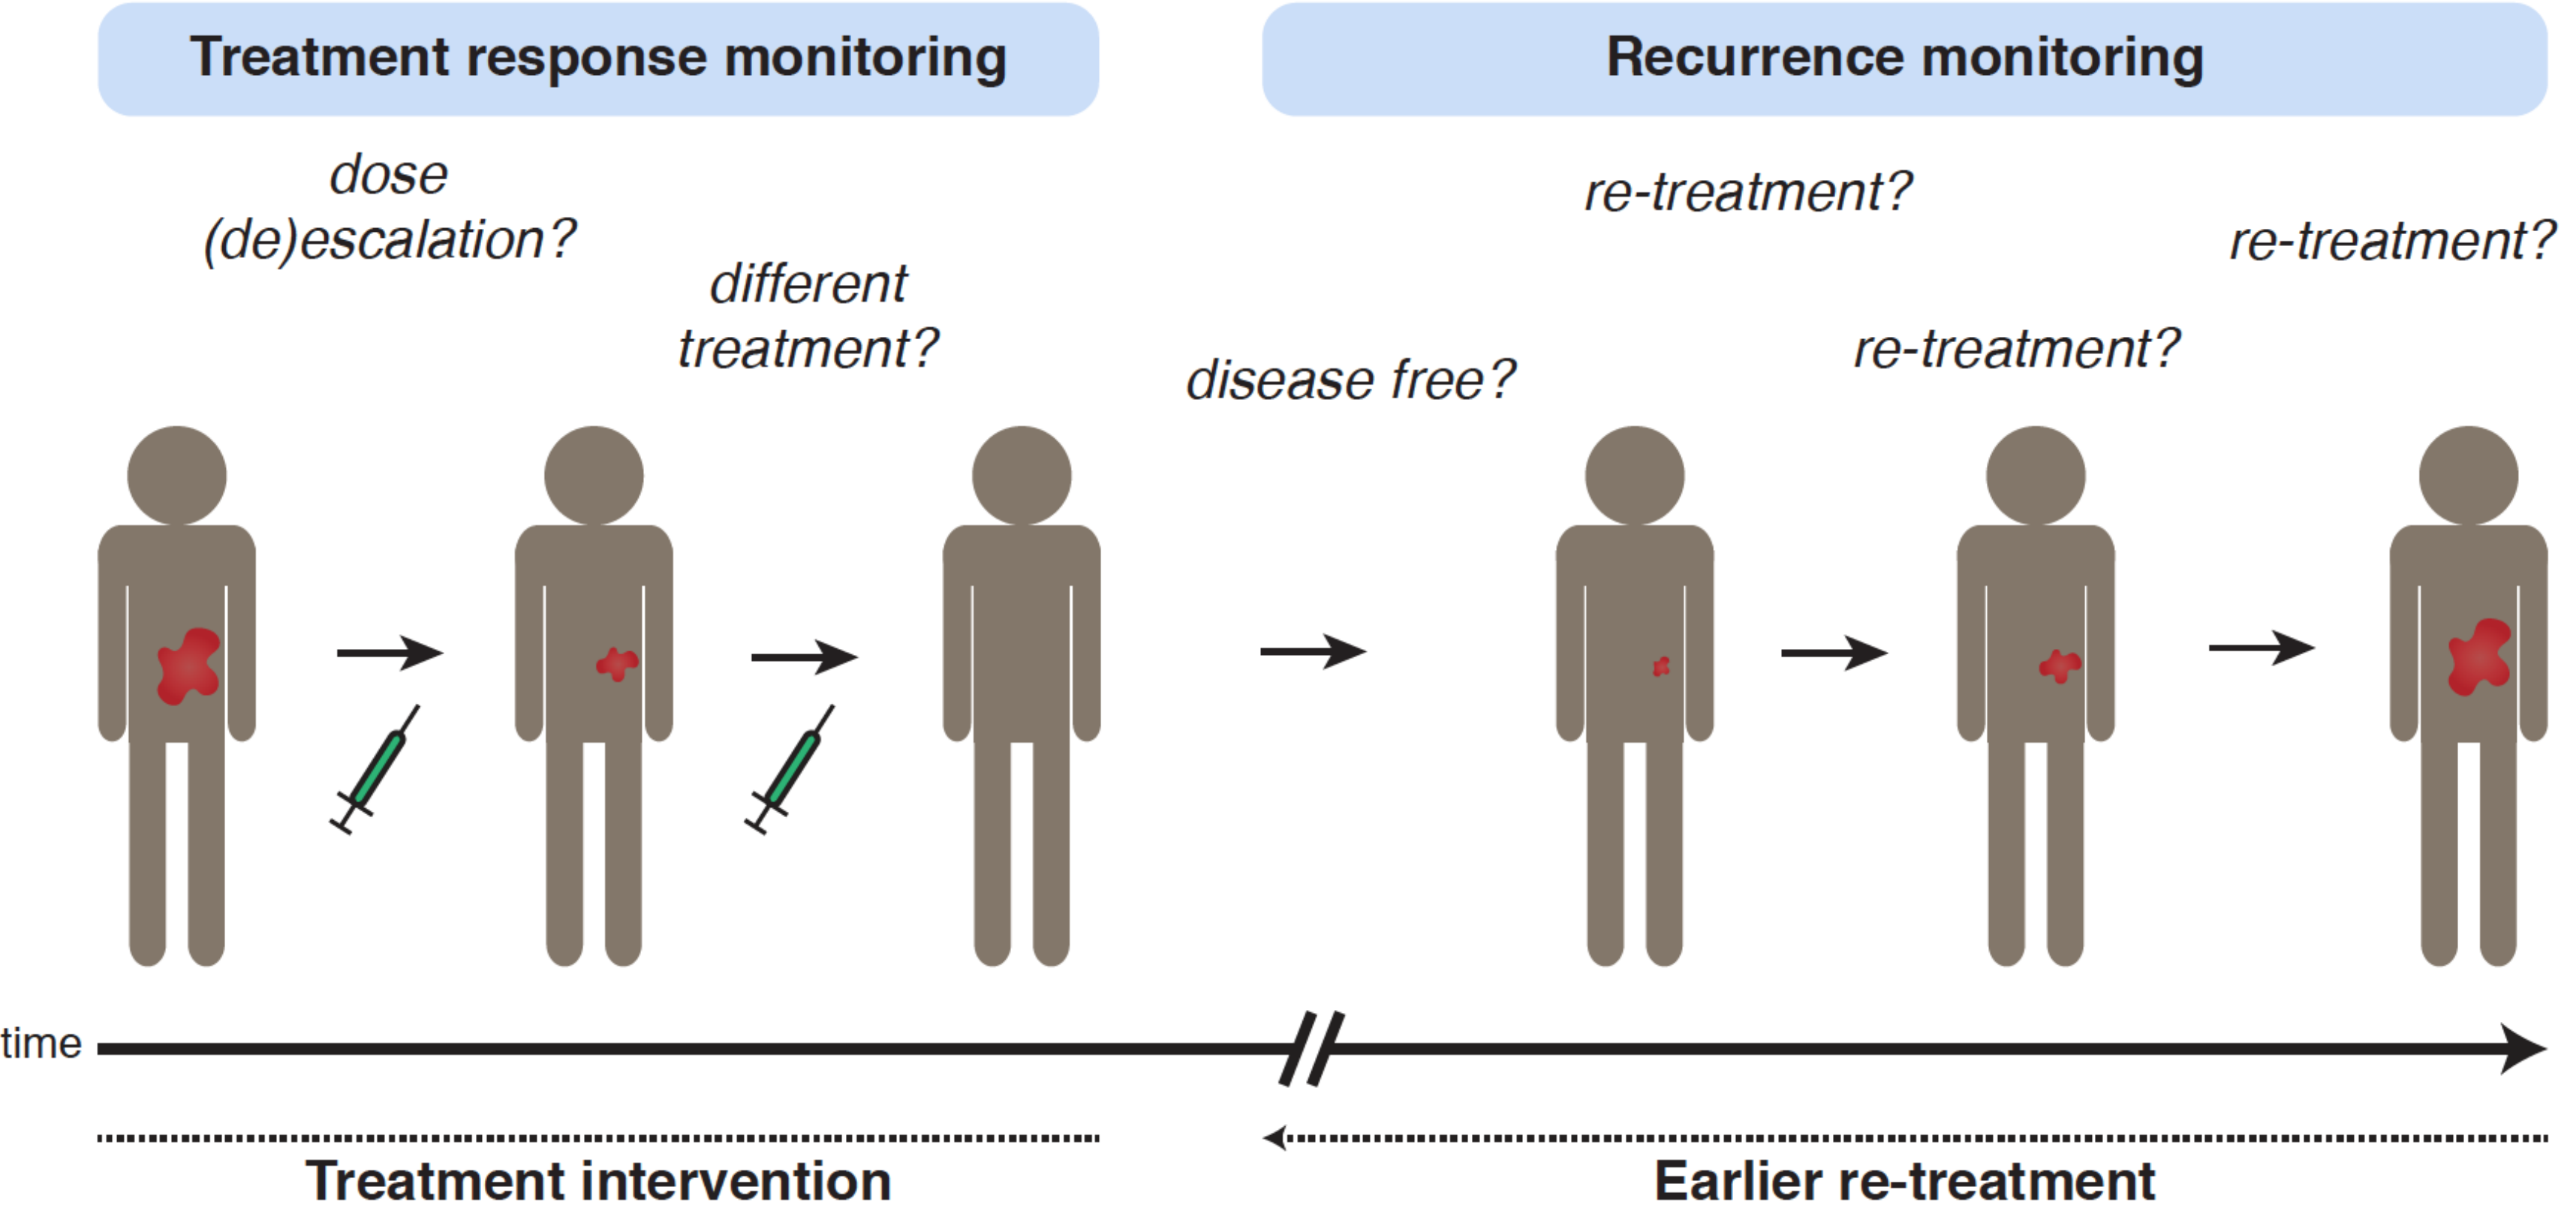 Treatment response monitoring
Recurrence monitoring
dose
(de)escalation?
different
treatment?
disease free?
re-treatment?
re-treatment?
re-treatment?
time
Treatment intervention
Earlier re-treatment